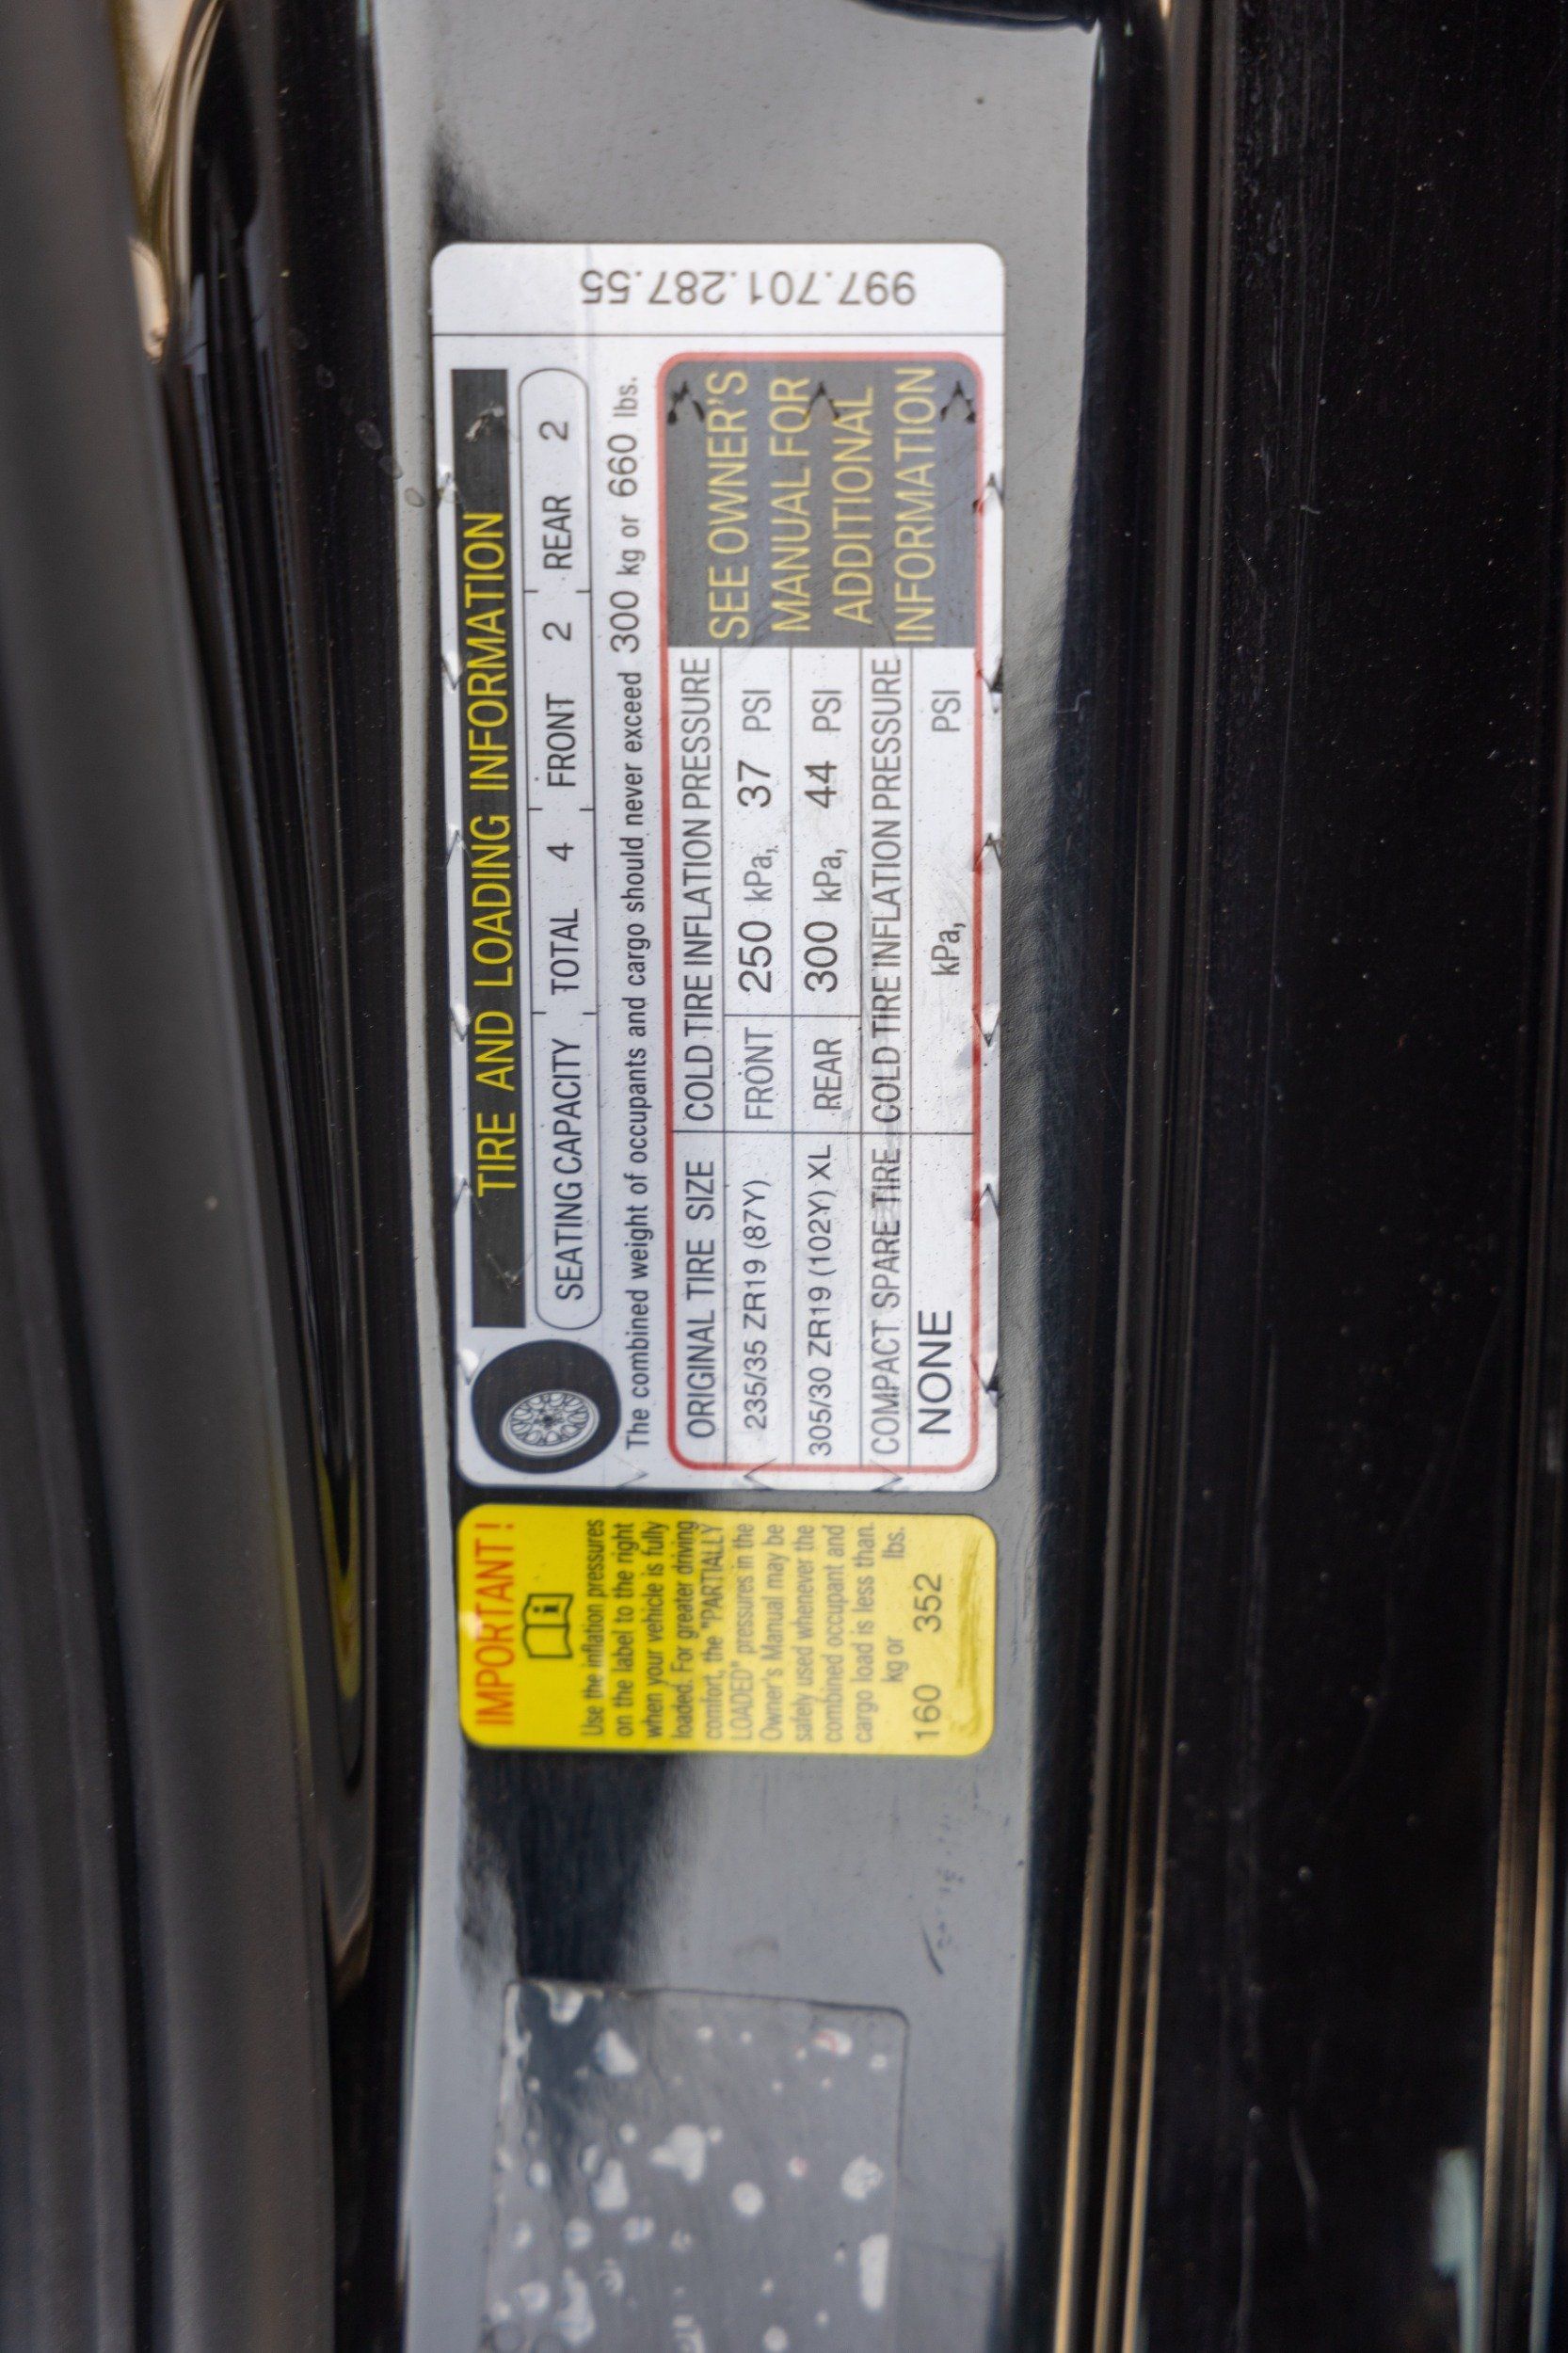 TIRE AND LOADING INFORMATION
SEATING CAPACITY TOTAL 4 FRONT 2 REAR 2
The combined weight of occupants and cargo should never exceed 300 kg or 660 lbs.
ORIGINAL TIRE SIZE COLD TIRE INFLATION PRESSURE
235/35 ZR19 (87Y) FRONT 250 kPa, 37 PSI
305/30 ZR19 (102Y) XL REAR 300 kPa, 44 PSI
COMPACT SPARE TIRE COLD TIRE INFLATION PRESSURE
NONE kPa, PSI
SEE OWNER'S
MANUAL FOR
ADDITIONAL
INFORMATION
997.701.287.55
IMPORTANT!
Use the inflation pressures
on the label to the right
when your vehicle is fully
loaded. For greater driving
comfort, the "PARTIALLY
LOADED" pressures in the
Owner's Manual may be
safely used whenever the
combined occupant and
cargo load is less than.
kg or lbs.
160 352